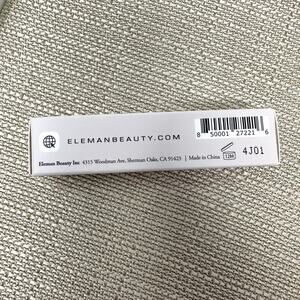 ELEMANBEAUTY.COM
8 50001 27221 6
Eleman Beauty Inc 4315 Woodman Ave, Sherman Oaks, CA 91423 | Made in China
12M
4J01